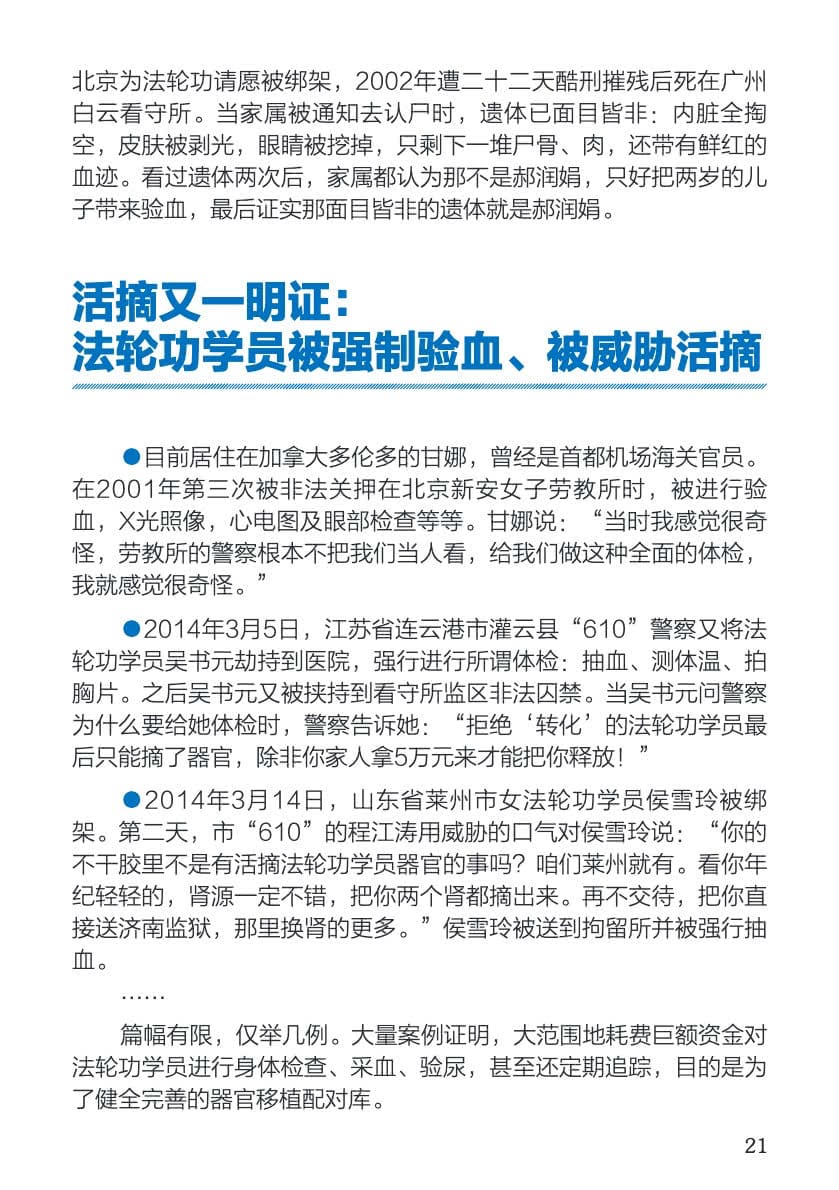 北京为法轮功请愿被绑架，2002年遭二十二天酷刑摧残后死在广州
白云看守所。当家属被通知去认尸时，遗体已面目皆非：内脏全掏
空，皮肤被剥光，眼睛被挖掉，只剩下一堆尸骨、肉，还带有鲜红的
血迹。看过遗体两次后，家属都认为那不是郝润娟，只好把两岁的儿
子带来验血，最后证实那面目皆非的遗体就是郝润娟。
活摘又一明证：
法轮功学员被强制验血、被威胁活摘
●目前居住在加拿大多伦多的甘娜，曾经是首都机场海关官员。
在2001年第三次被非法关押在北京新安女子劳教所时，被进行验
血，X光照像，心电图及眼部检查等等。甘娜说：“当时我感觉很奇
怪，劳教所的警察根本不把我们当人看，给我们做这种全面的体检，
我就感觉很奇怪。”
●2014年3月5日，江苏省连云港市灌云县“610”警察又将法
轮功学员吴书元劫持到医院，强行进行所谓体检：抽血、测体温、拍
胸片。之后吴书元又被挟持到看守所监区非法囚禁。当吴书元问警察
为什么要给她体检时，警察告诉她：“拒绝‘转化’的法轮功学员最
后只能摘了器官，除非你家人拿5万元来才能把你释放！”
●2014年3月14日，山东省莱州市女法轮功学员侯雪玲被绑
架。第二天，市“610”的程江涛用威胁的口气对侯雪玲说：“你的
不干胶里不是有活摘法轮功学员器官的事吗？咱们莱州就有。看你年
纪轻轻的，肾源一定不错，把你两个肾都摘出来。再不交待，把你直
接送济南监狱，那里换肾的更多。”侯雪玲被送到拘留所并被强行抽
血。
……
篇幅有限，仅举几例。大量案例证明，大范围地耗费巨额资金对
法轮功学员进行身体检查、采血、验尿，甚至还定期追踪，目的是为
了健全完善的器官移植配对库。
21